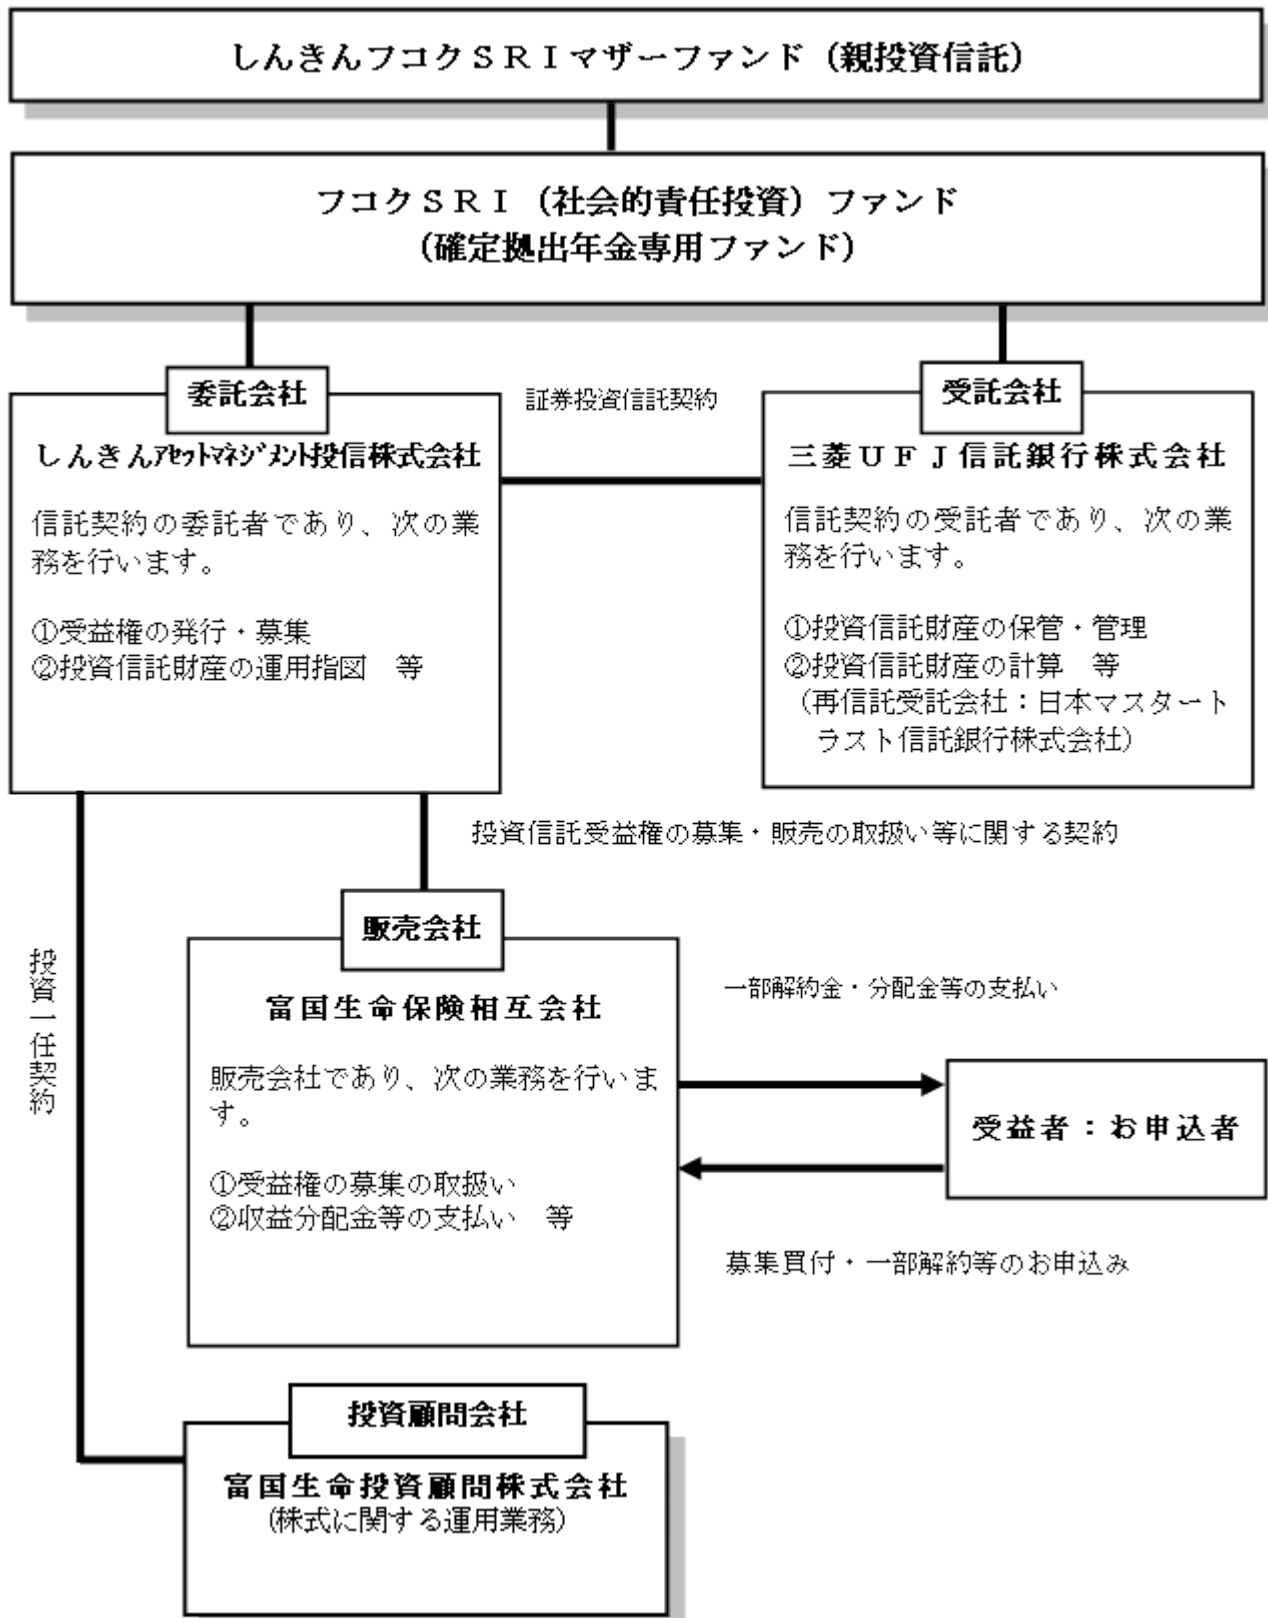 しんきんフコクＳＲＩマザーファンド（親投資信託）
フコクＳＲＩ（社会的責任投資）ファンド
（確定拠出年金専用ファンド）
委託会社
しんきんｱｾｯﾄﾏﾈｼﾞﾒﾝﾄ投信株式会社
信託契約の委託者であり、次の業
務を行います。
①受益権の発行・募集
②投資信託財産の運用指図　等
証券投資信託契約
受託会社
三菱ＵＦＪ信託銀行株式会社
信託契約の受託者であり、次の業
務を行います。
①投資信託財産の保管・管理
②投資信託財産の計算　等
（再信託受託会社：日本マスタート
ラスト信託銀行株式会社）
投資信託受益権の募集・販売の取扱い等に関する契約
投資一任契約
販売会社
富国生命保険相互会社
販売会社であり、次の業務を行いま
す。
①受益権の募集の取扱い
②収益分配金等の支払い　等
一部解約金・分配金等の支払い
受益者：お申込者
募集買付・一部解約等のお申込み
投資顧問会社
富国生命投資顧問株式会社
(株式に関する運用業務)